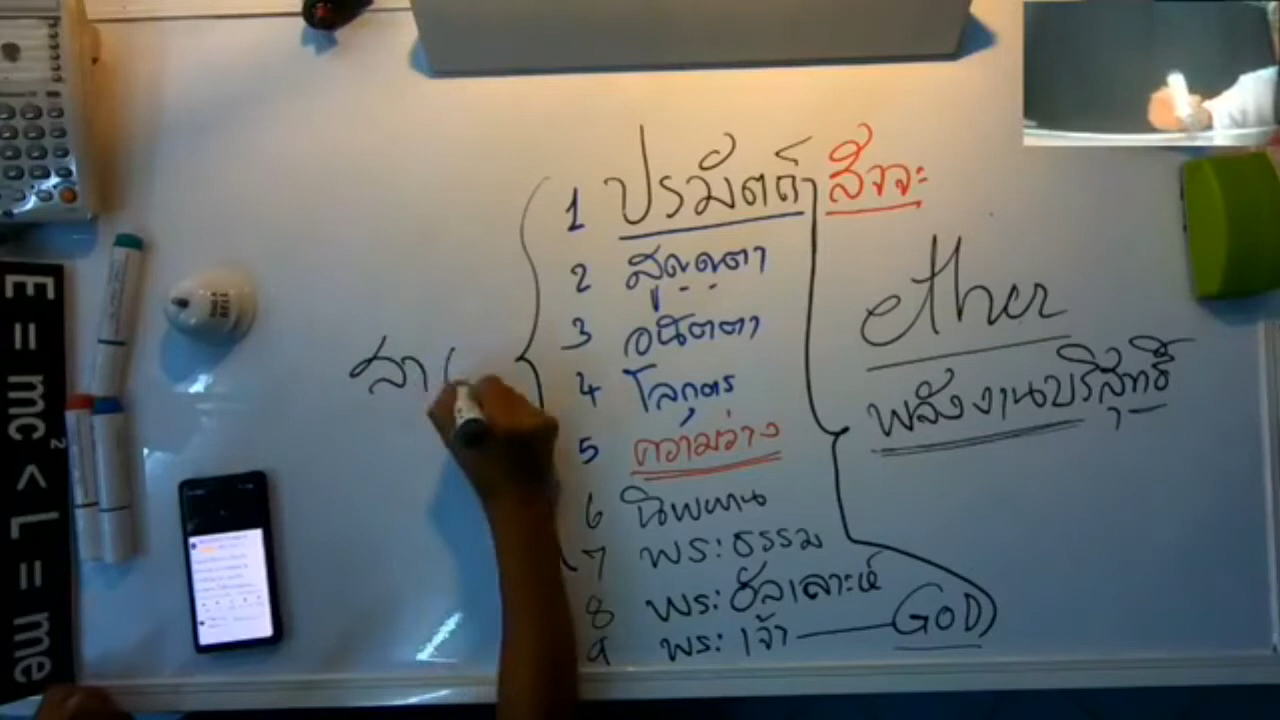 1 ปรมัตถ์ สัจจะ
2 สูญญตา
3 อนัตตา
4 โลกุตร
5 ความว่าง
6 นิพพาน
7 พระธรรม
8 พระอัลเลาะห์
9 พระเจ้า — GOD
ether
พลังงานบริสุทธิ์
E = mc² < L = me